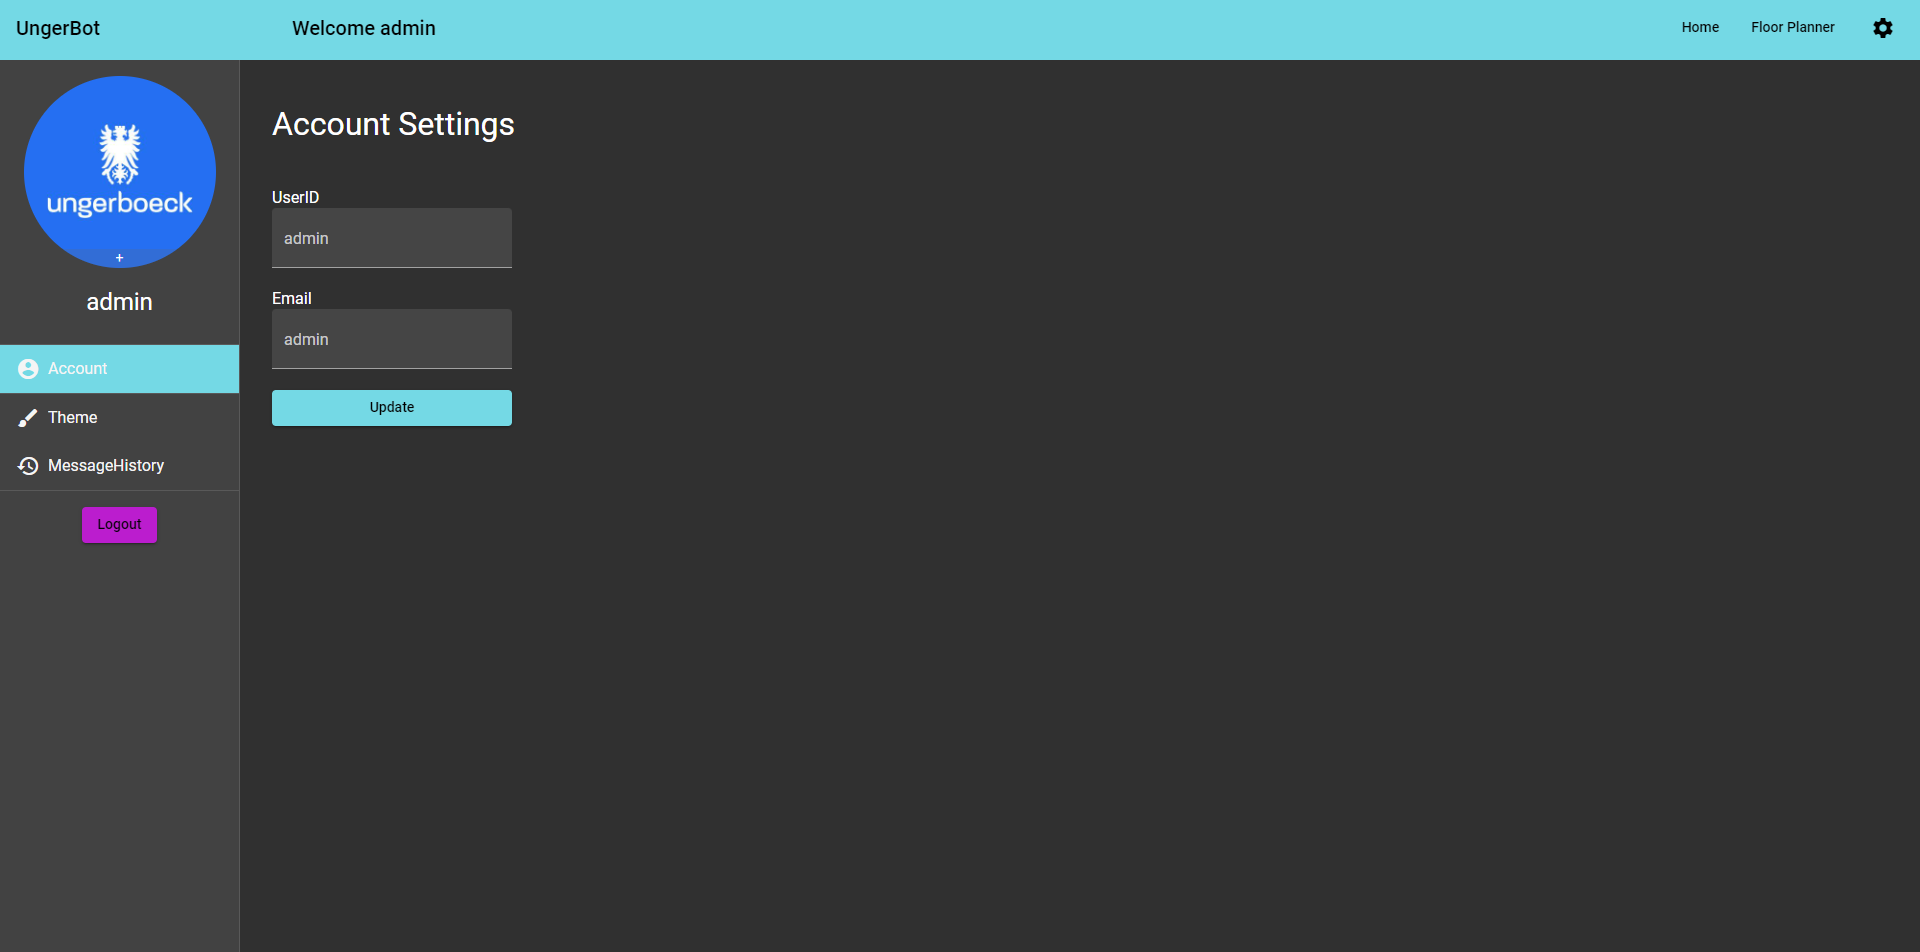 UngerBot
Welcome admin
Home
Floor Planner
ungerboeck
+
admin
Account
Theme
MessageHistory
Logout
Account Settings
UserID
admin
Email
admin
Update